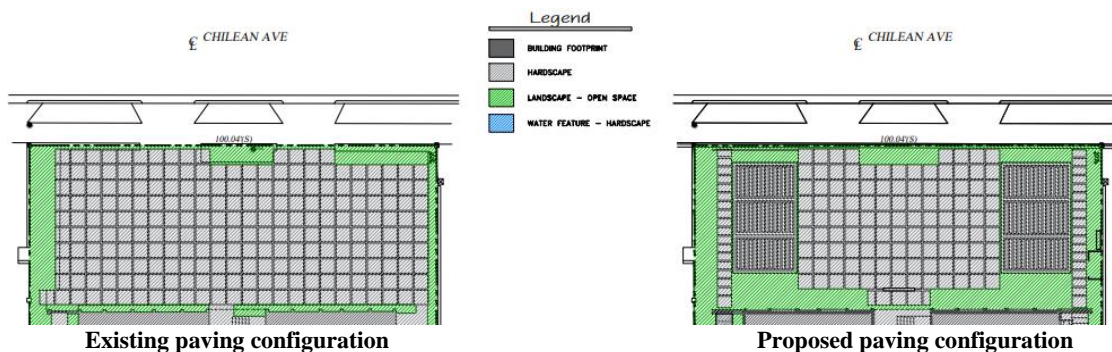 Legend
℄ CHILEAN AVE
℄ CHILEAN AVE
BUILDING FOOTPRINT
HARDSCAPE
LANDSCAPE - OPEN SPACE
WATER FEATURE - HARDSCAPE
100.04'(S)
100.04'(S)
Existing paving configuration
Proposed paving configuration